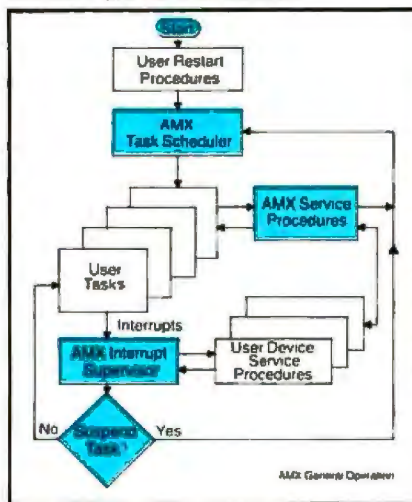 Start
User Restart
Procedures
AMX
Task Scheduler
AMX Service
Procedures
User
Tasks
Interrupts
AMX Interrupt
Supervisor
User Device
Service
Procedures
Suspend
Task?
No
Yes
AMX General Operation